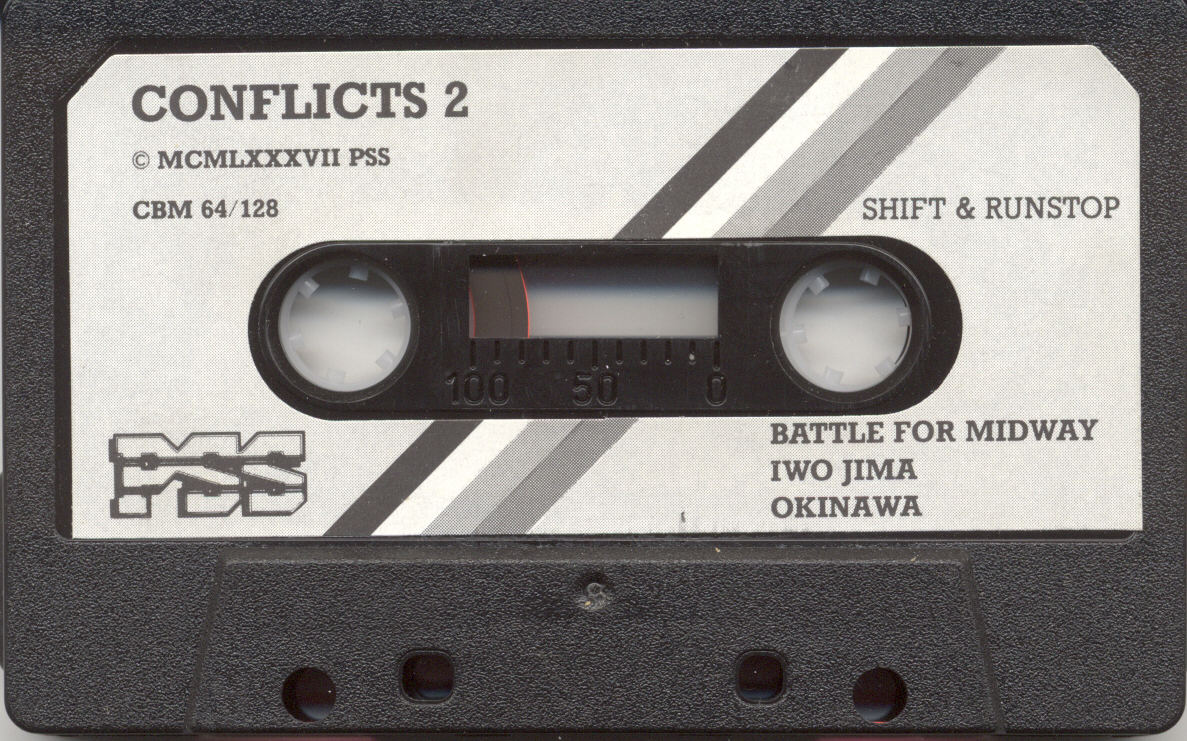 CONFLICTS 2
© MCMLXXXVII PSS
CBM 64/128
SHIFT & RUNSTOP
100 50 0
PSS
BATTLE FOR MIDWAY
IWO JIMA
OKINAWA